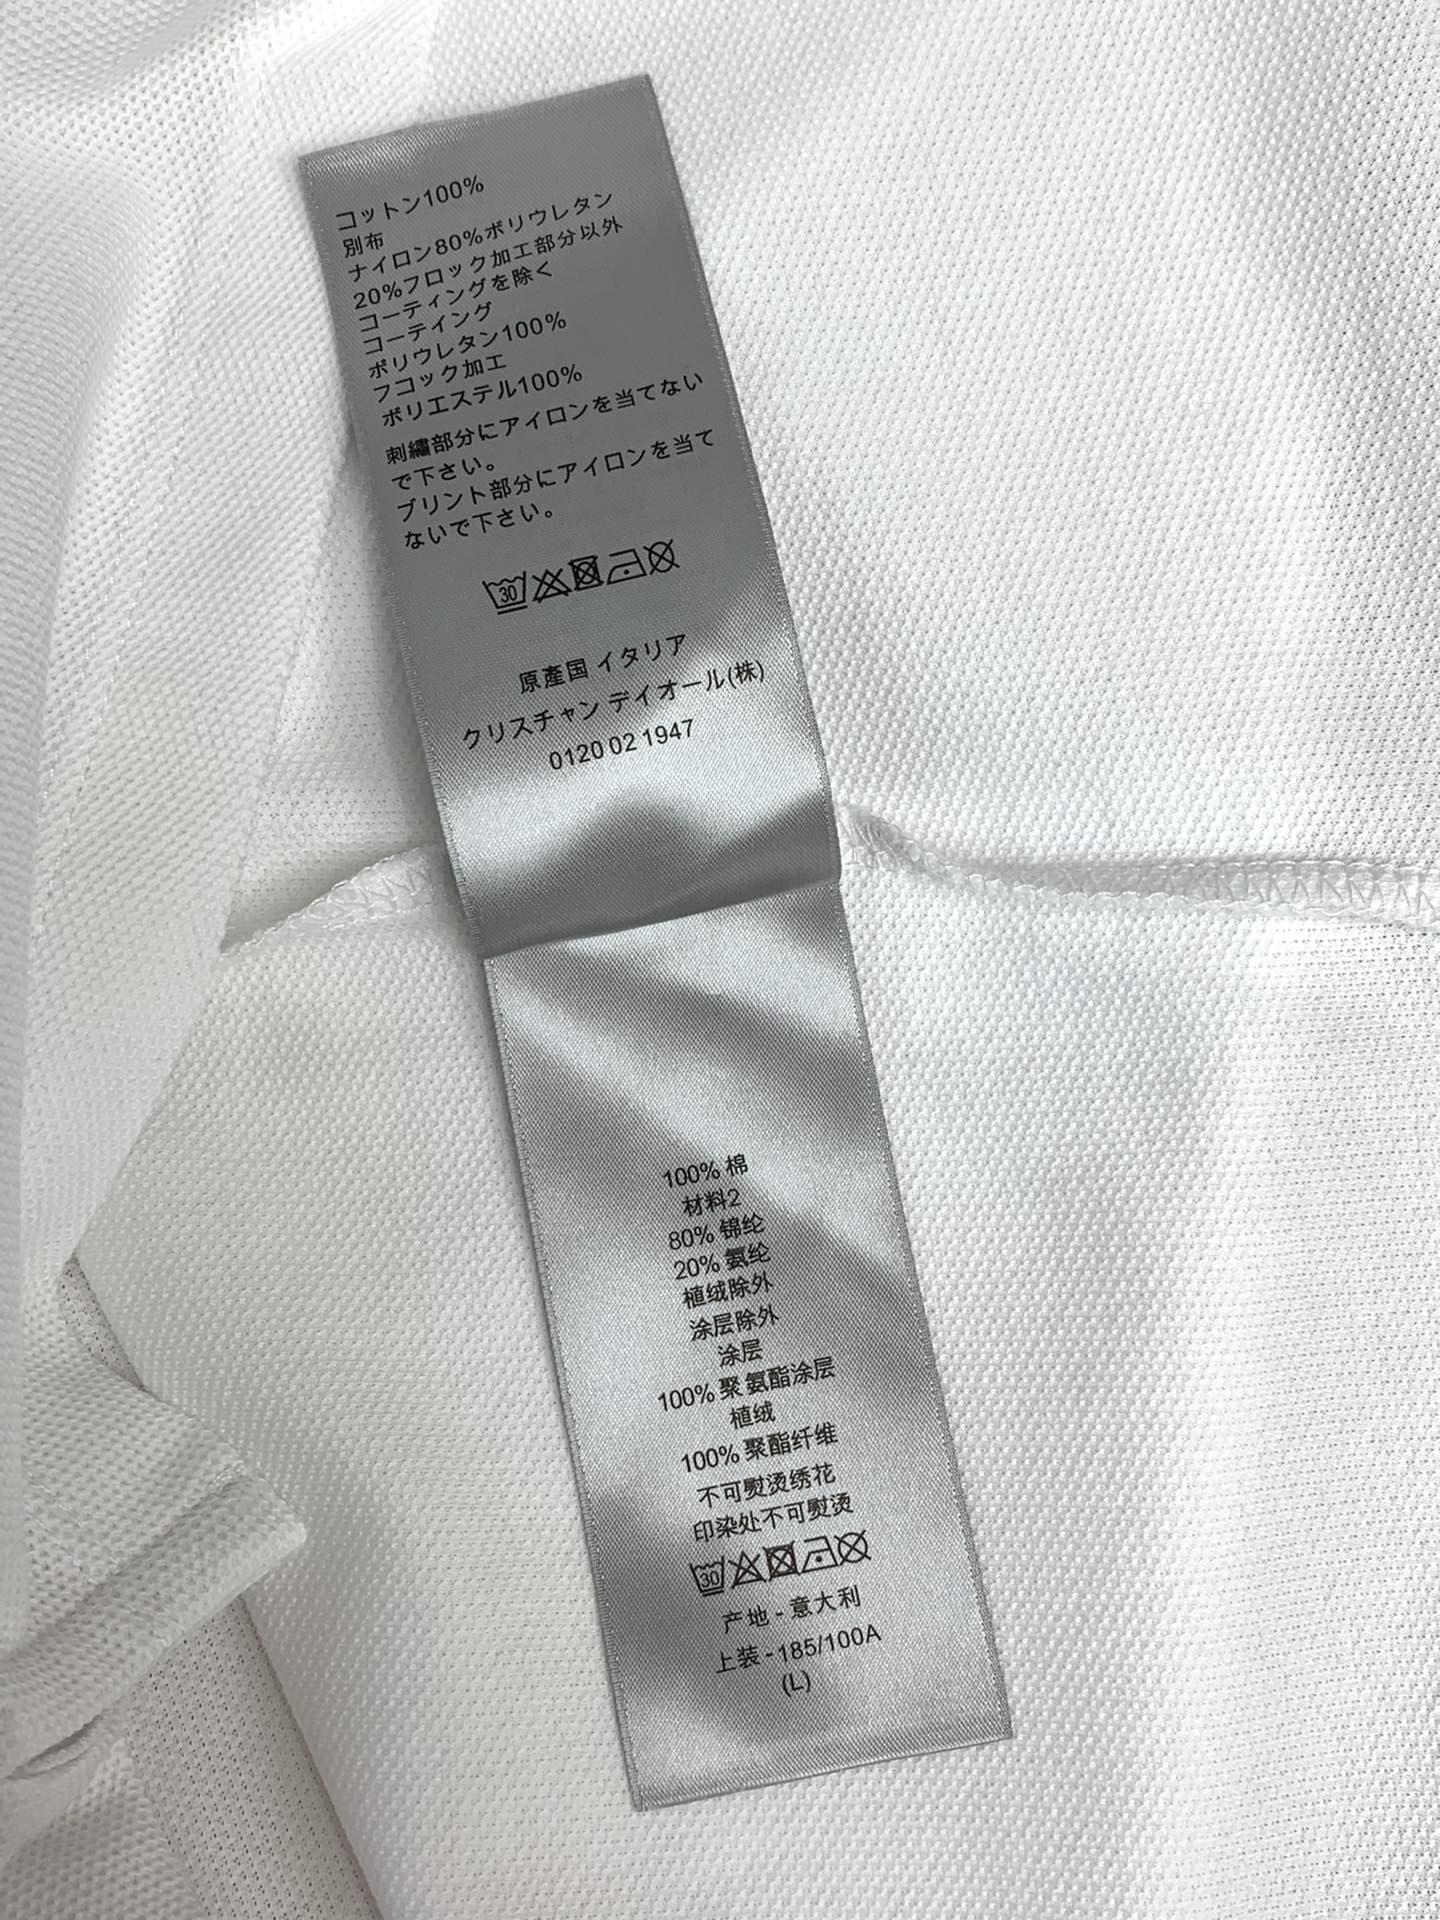 コットン100%
別布
ナイロン80%ポリウレタン
20%フロック加工部分以外
コーティングを除く
コーテイング
ポリウレタン100%
フコック加工
ポリエステル100%
刺繡部分にアイロンを当てない
で下さい。
プリント部分にアイロンを当て
ないで下さい。
30
原產国 イタリア
クリスチャン デイオール(株)
0120 02 1947
100% 棉
材料2
80% 锦纶
20% 氨纶
植绒除外
涂层除外
涂层
100% 聚氨酯涂层
植绒
100% 聚酯纤维
不可熨烫绣花
印染处不可熨烫
30
产地 - 意大利
上装 - 185/100A
(L)